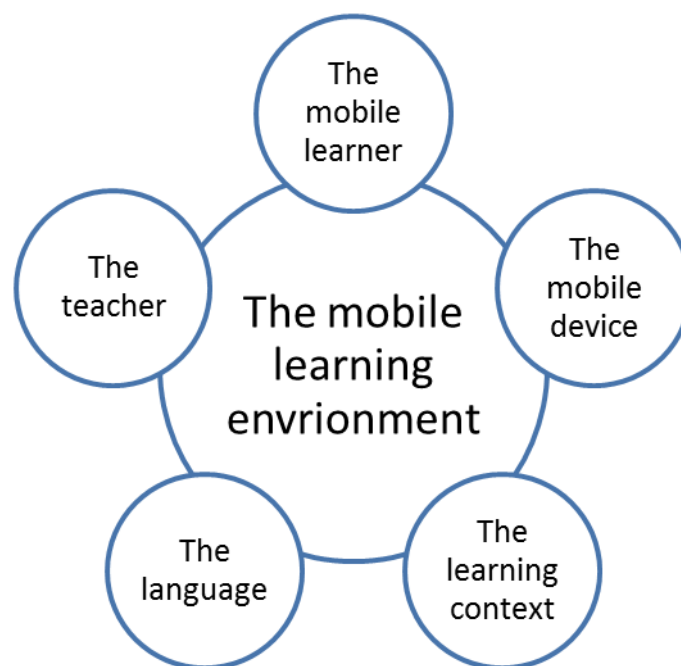 The
mobile
learner
The
teacher
The
mobile
device
The mobile
learning
envrionment
The
language
The
learning
context